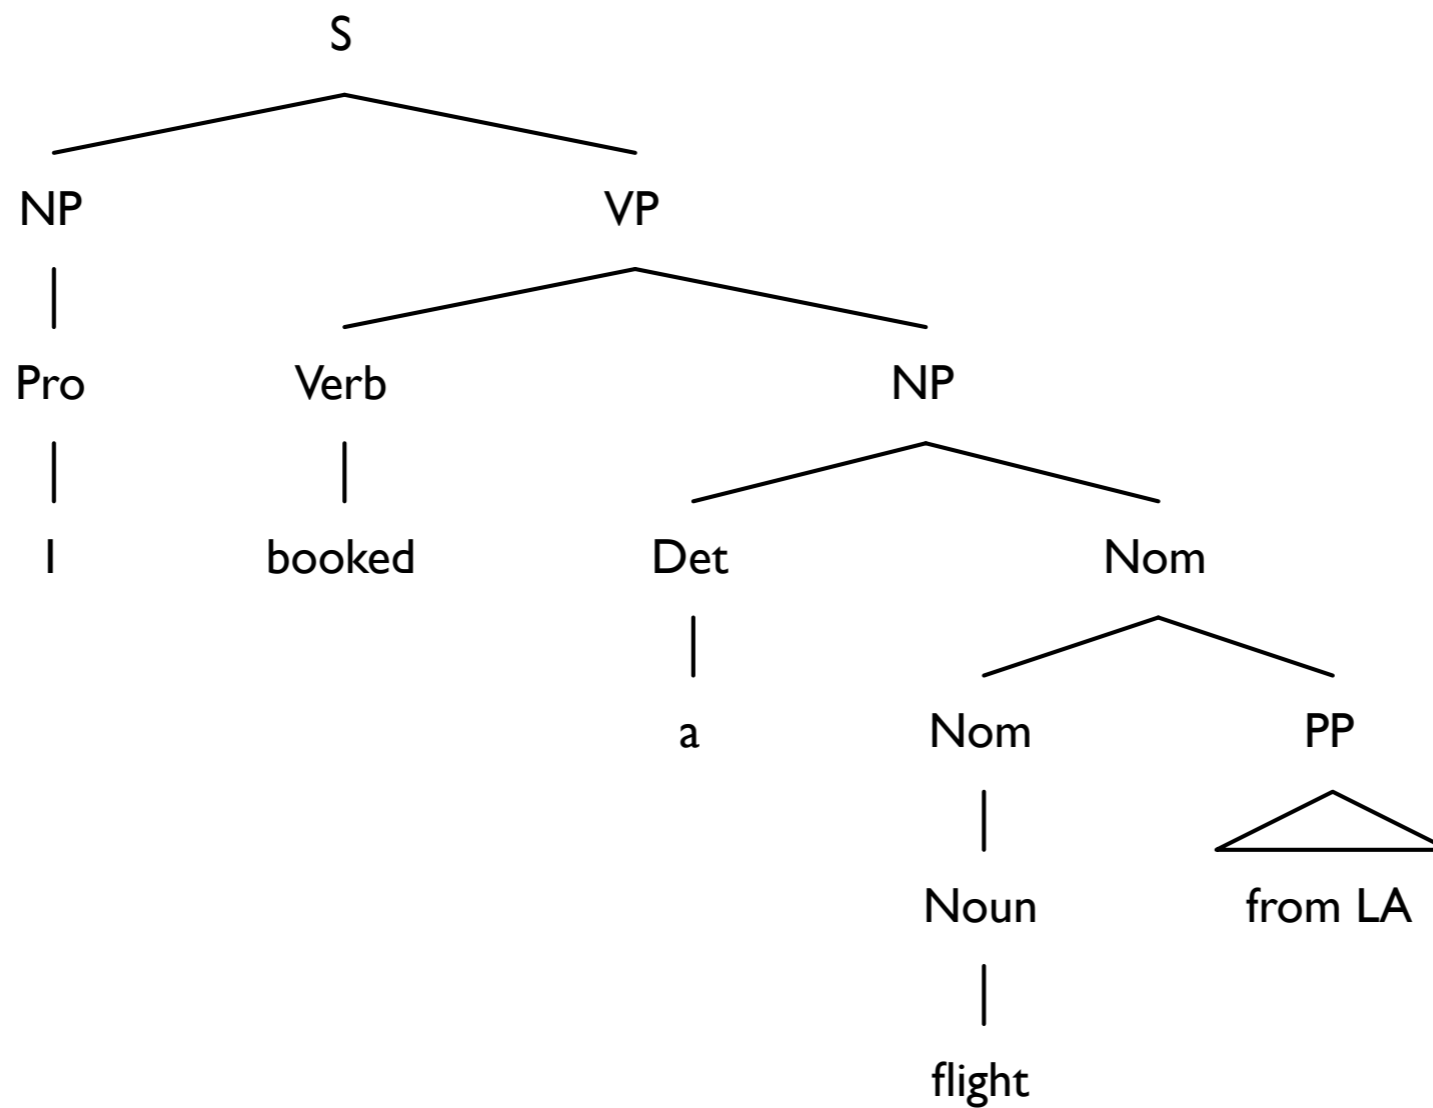 S
NP VP
Pro Verb NP
I booked Det Nom
a Nom PP
Noun from LA
flight